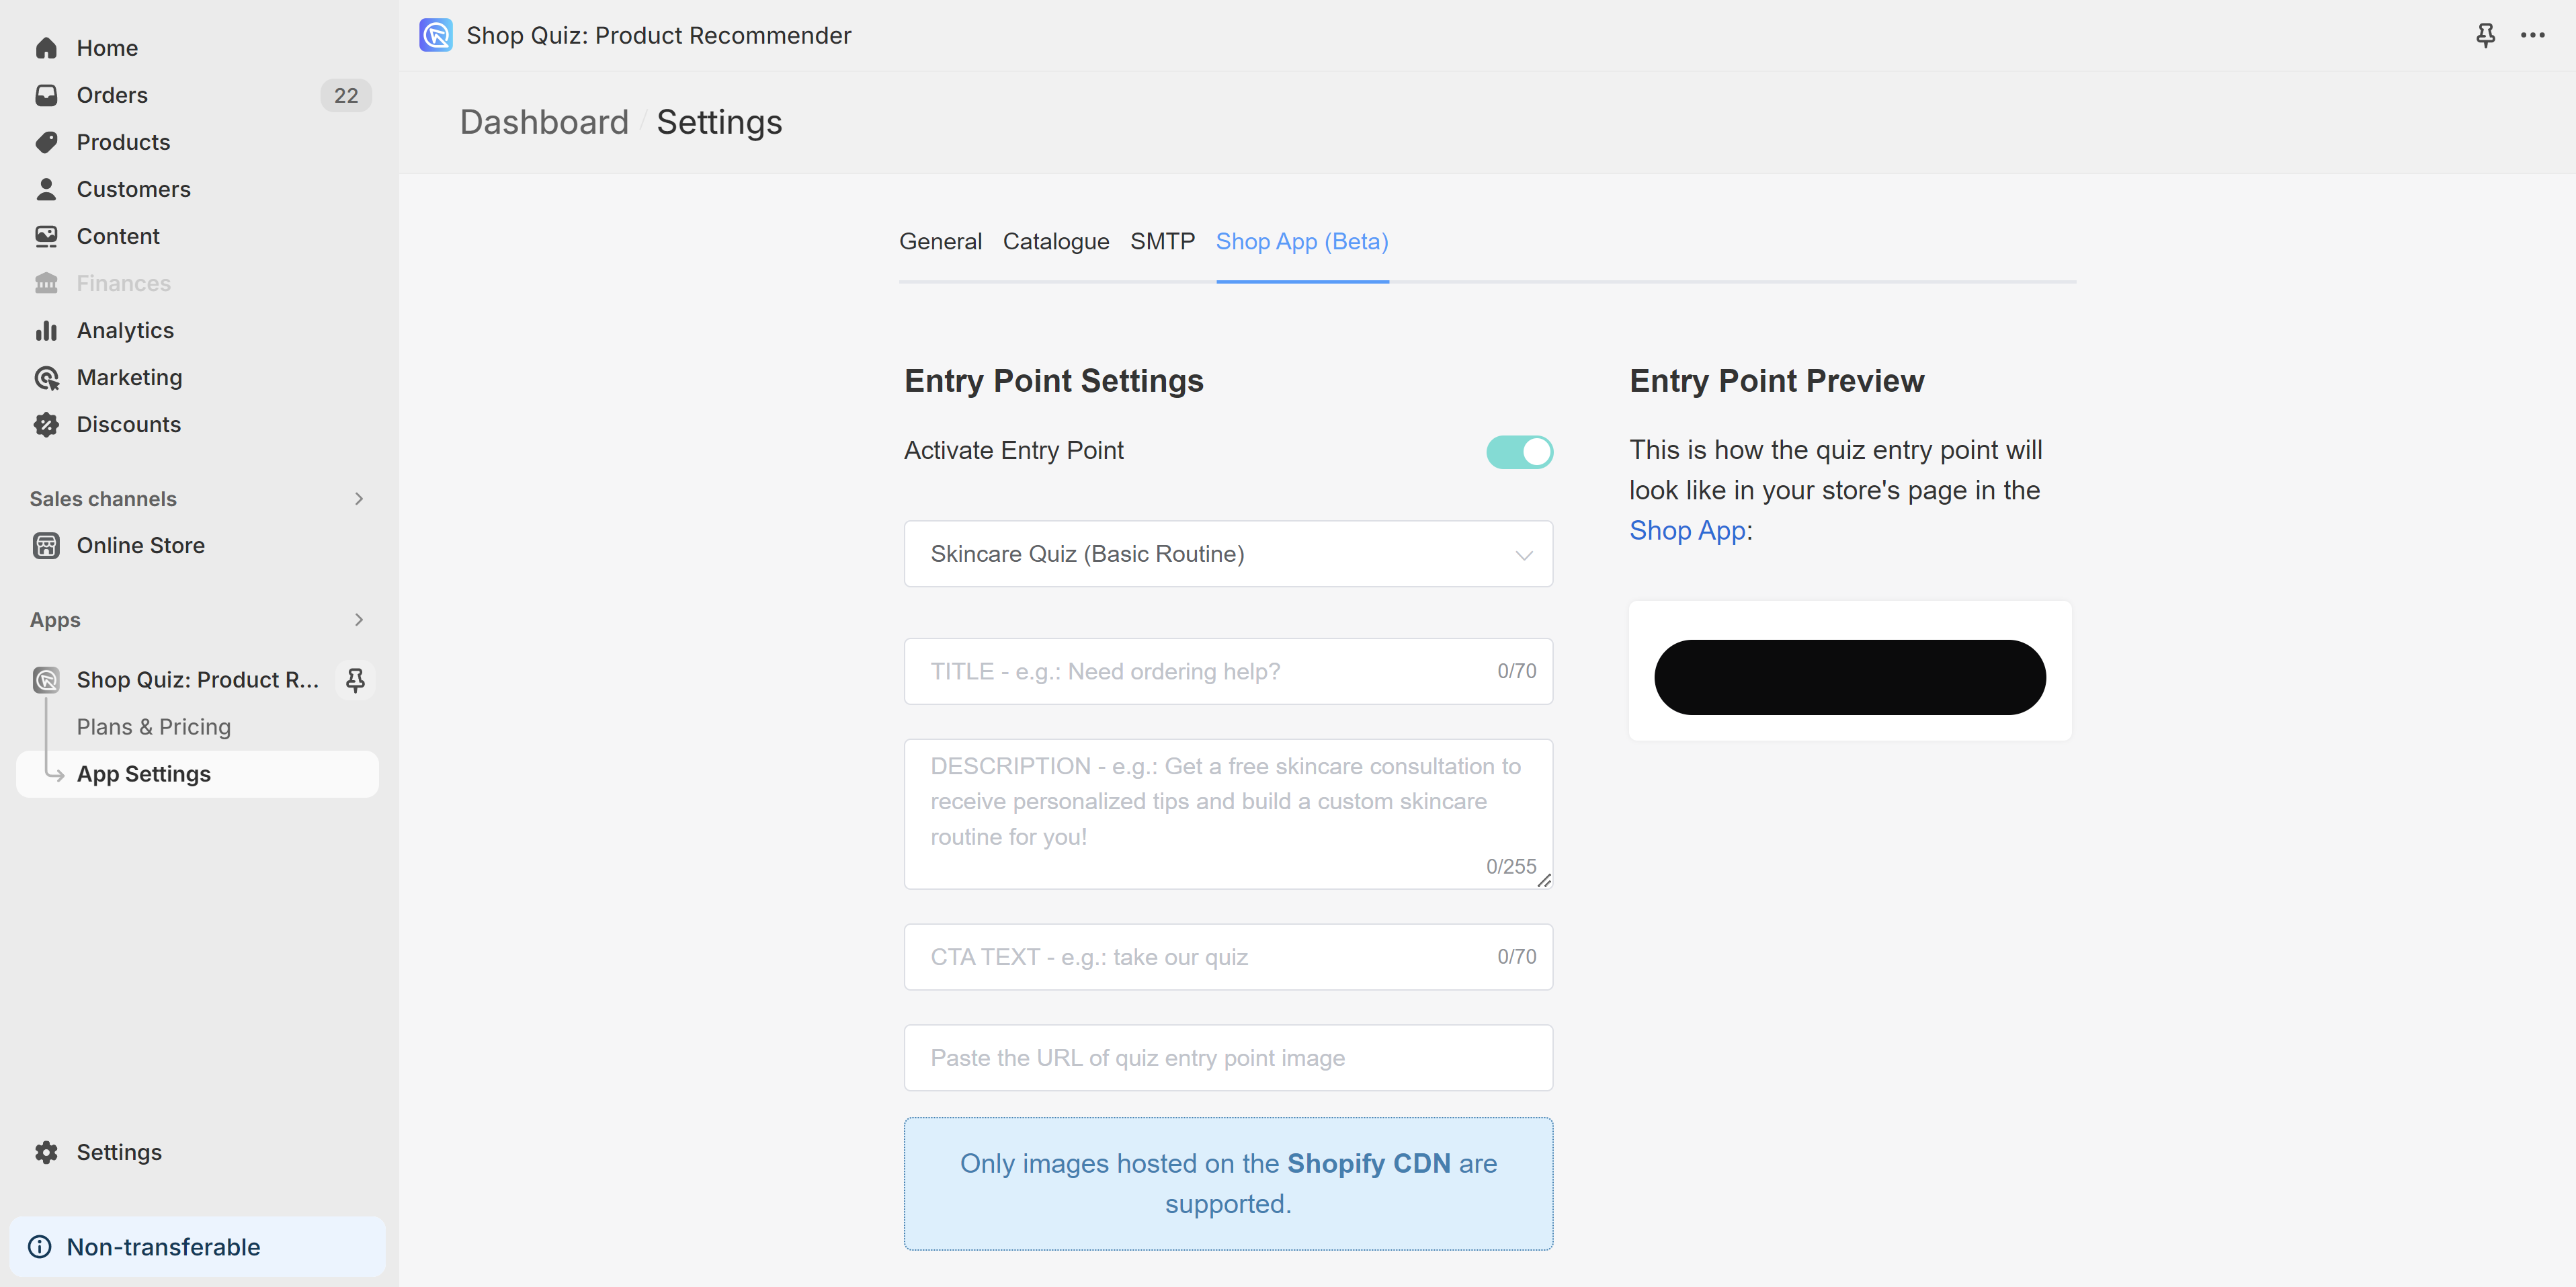 Home
Orders
22
Products
Customers
Content
Finances
Analytics
Marketing
Discounts
Sales channels
Online Store
Apps
Shop Quiz: Product R...
Plans & Pricing
App Settings
Settings
Non-transferable
Shop Quiz: Product Recommender
Dashboard / Settings
General Catalogue SMTP Shop App (Beta)
Entry Point Settings
Activate Entry Point
Skincare Quiz (Basic Routine)
TITLE - e.g.: Need ordering help?
0/70
DESCRIPTION - e.g.: Get a free skincare consultation to
receive personalized tips and build a custom skincare
routine for you!
0/255
CTA TEXT - e.g.: take our quiz
0/70
Paste the URL of quiz entry point image
Only images hosted on the Shopify CDN are
supported.
Entry Point Preview
This is how the quiz entry point will
look like in your store's page in the
Shop App: